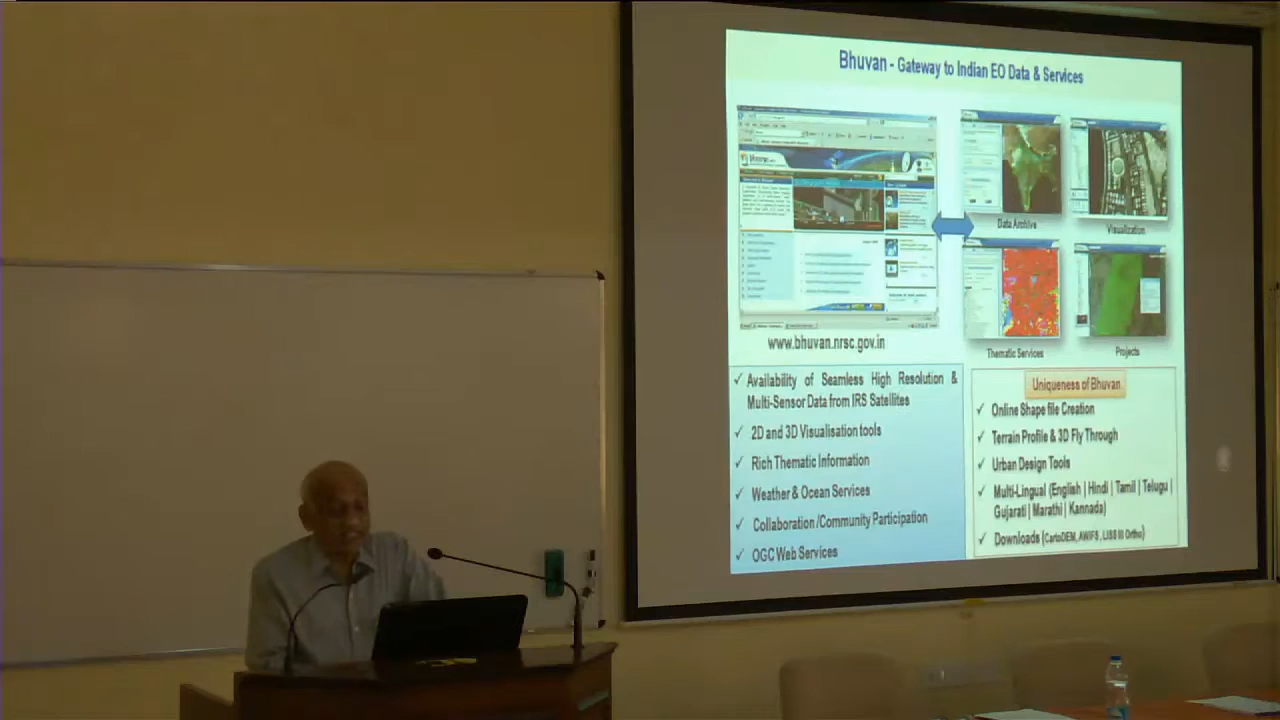 Bhuvan - Gateway to Indian EO Data & Services
Data Archive
Visualization
Thematic Services
Projects
www.bhuvan.nrsc.gov.in
✓ Availability of Seamless High Resolution &
Multi-Sensor Data from IRS Satellites
✓ 2D and 3D Visualisation tools
✓ Rich Thematic Information
✓ Weather & Ocean Services
✓ Collaboration /Community Participation
✓ OGC Web Services
Uniqueness of Bhuvan
✓ Online Shape file Creation
✓ Terrain Profile & 3D Fly Through
✓ Urban Design Tools
✓ Multi-Lingual (English | Hindi | Tamil | Telugu |
Gujarati | Marathi | Kannada)
✓ Downloads (CartoDEM, AWIFS, LISS III Ortho)